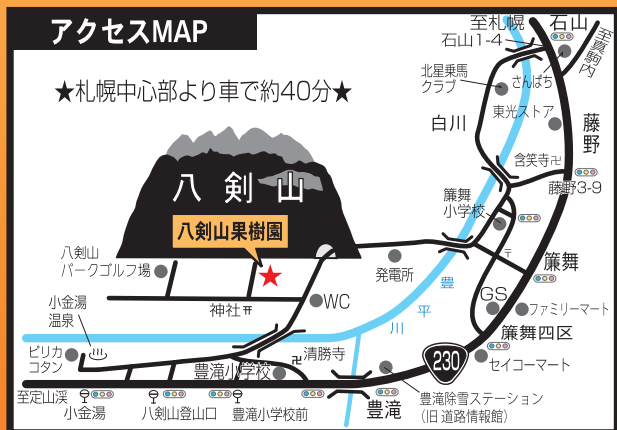 アクセスMAP
★札幌中心部より車で約40分★
至札幌
石山
石山1-4
至真駒内
北星乗馬
クラブ
さんぱち
東光ストア
白川
藤野
含笑寺卍
藤野3-9
簾舞
小学校
八剣山
八剣山果樹園
八剣山
パークゴルフ場
★
発電所
〒
簾舞
豊平川
神社
WC
GS
ファミリーマート
小金湯
温泉
簾舞四区
ピリカ
コタン
卍
清勝寺
230
セイコーマート
豊滝小学校
至定山渓
小金湯
八剣山登山口
豊滝小学校前
豊滝
豊滝除雪ステーション
(旧道路情報館)